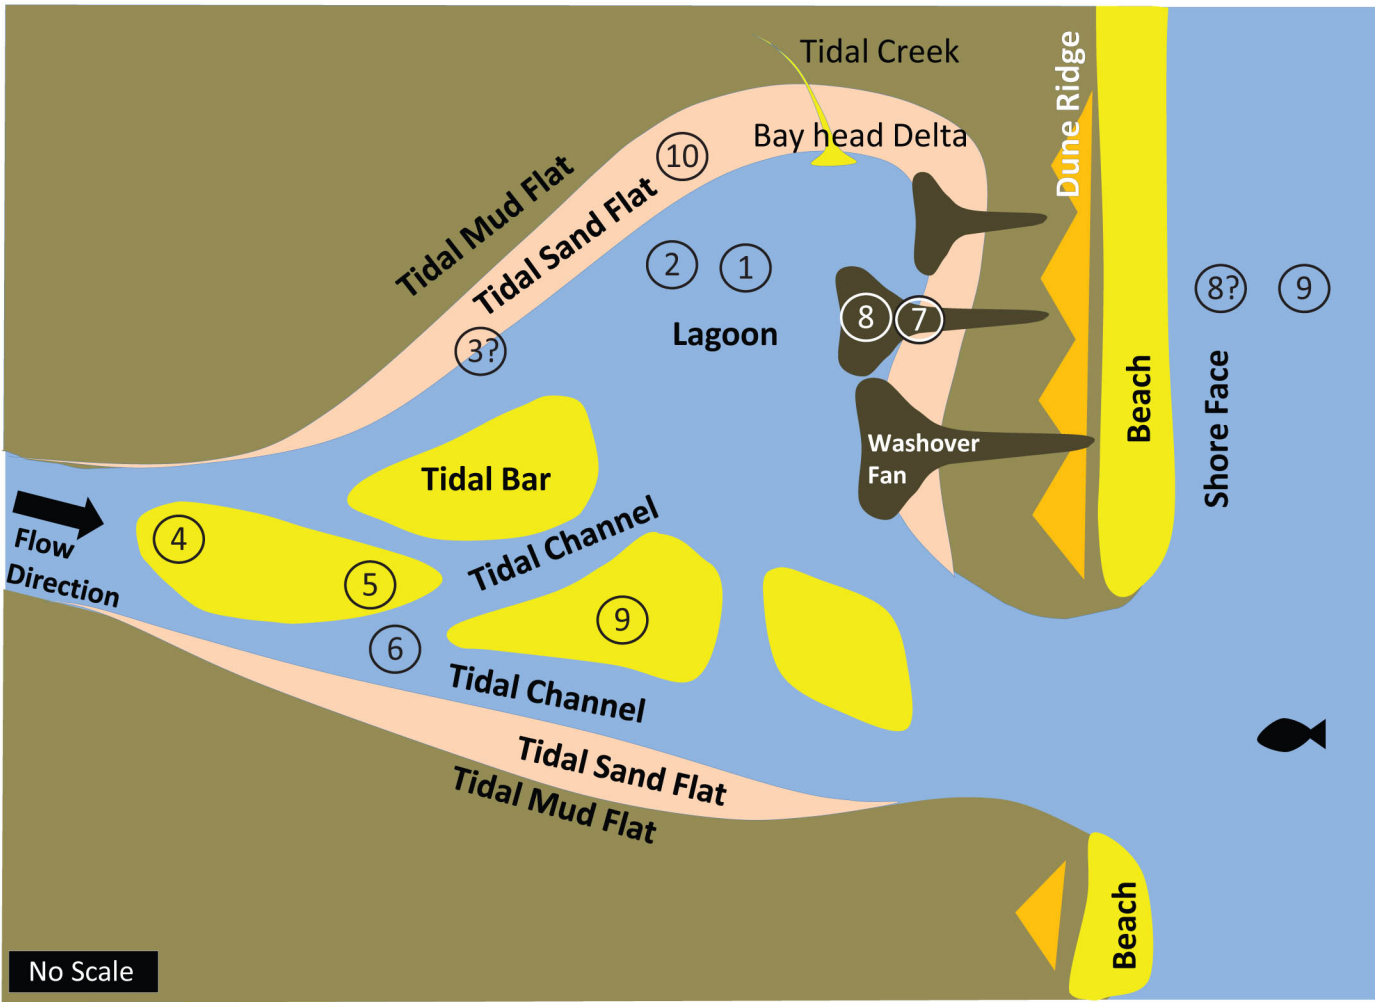 Tidal Creek
Dune Ridge
Bay head Delta
10
Tidal Mud Flat
Tidal Sand Flat
2
1
8?
9
8
7
Lagoon
3?
Beach
Shore Face
Washover
Fan
Tidal Bar
4
Flow
Direction
Tidal Channel
5
9
6
Tidal Channel
Tidal Sand Flat
Tidal Mud Flat
Beach
No Scale